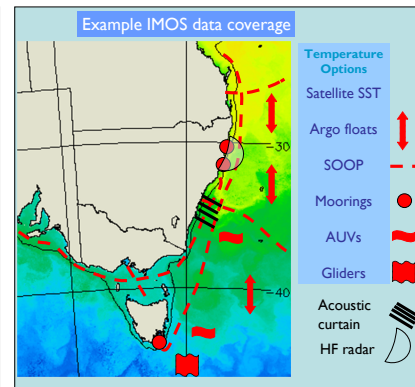 Example IMOS data coverage
Temperature
Options
Satellite SST
Argo floats
SOOP
Moorings
AUVs
Gliders
Acoustic
curtain
HF radar
-30
-40